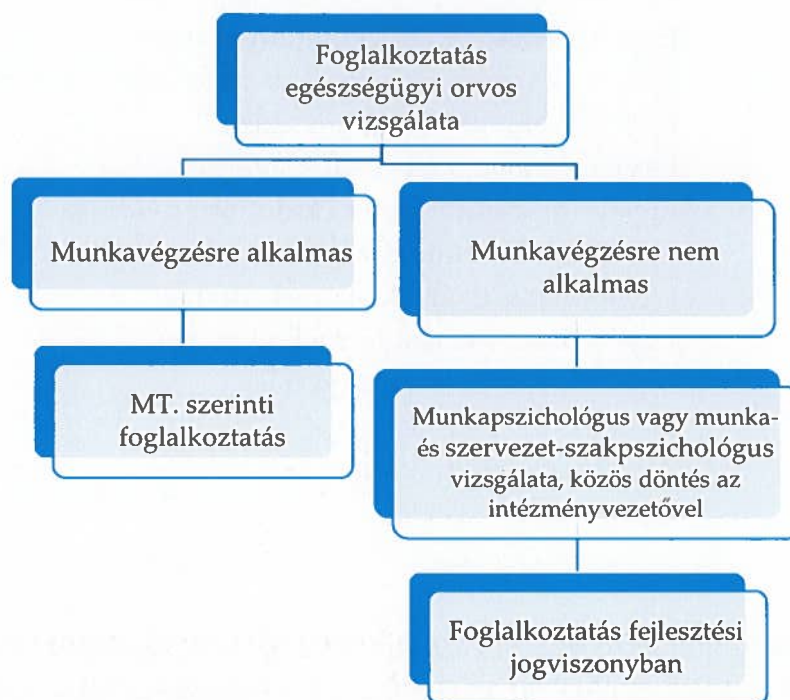 Foglalkoztatás
egészségügyi orvos
vizsgálata
Munkavégzésre alkalmas
Munkavégzésre nem
alkalmas
MT. szerinti
foglalkoztatás
Munkapszichológus vagy munka-
és szervezet-szakpszichológus
vizsgálata, közös döntés az
intézményvezetővel
Foglalkoztatás fejlesztési
jogviszonyban